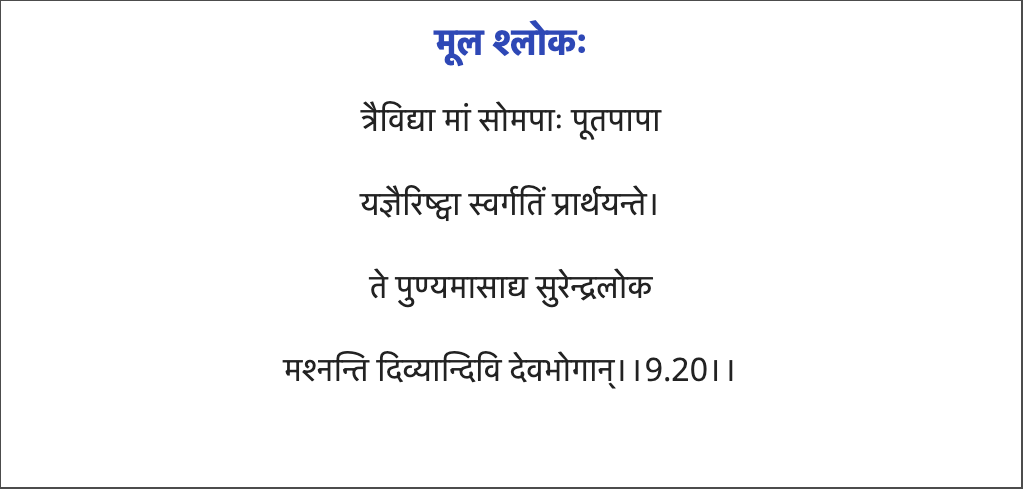 मूल श्लोकः
त्रैविद्या मां सोमपाः पूतपापा
यज्ञैरिष्ट्वा स्वर्गतिं प्रार्थयन्ते।
ते पुण्यमासाद्य सुरेन्द्रलोक
मश्नन्ति दिव्यान्दिवि देवभोगान्।।9.20।।